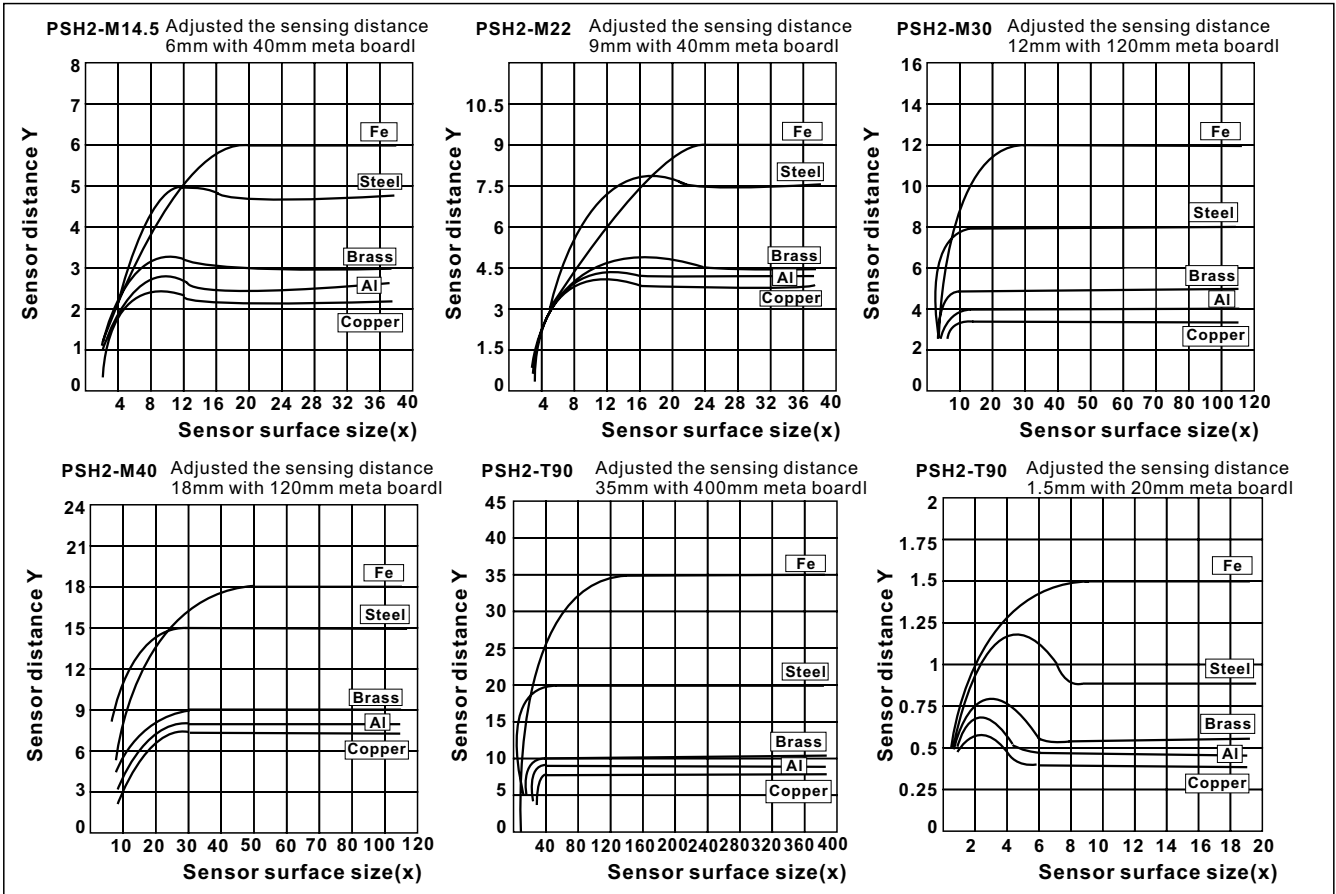 PSH2-M14.5 Adjusted the sensing distance
6mm with 40mm meta boardl
8
7
6
5
4
3
2
1
0
Sensor distance Y
Fe
Steel
Brass
Al
Copper
4 8 12 16 20 24 28 32 36 40
Sensor surface size(x)
PSH2-M22 Adjusted the sensing distance
9mm with 40mm meta boardl
10.5
9
7.5
6
4.5
3
1.5
0
Sensor distance Y
Fe
Steel
Brass
Al
Copper
4 8 12 16 20 24 28 32 36 40
Sensor surface size(x)
PSH2-M30 Adjusted the sensing distance
12mm with 120mm meta boardl
16
14
12
10
8
6
4
2
0
Sensor distance Y
Fe
Steel
Brass
Al
Copper
10 20 30 40 50 60 70 80 100 120
Sensor surface size(x)
PSH2-M40 Adjusted the sensing distance
18mm with 120mm meta boardl
24
21
18
15
12
9
6
3
0
Sensor distance Y
Fe
Steel
Brass
Al
Copper
10 20 30 40 50 60 70 80 100 120
Sensor surface size(x)
PSH2-T90 Adjusted the sensing distance
35mm with 400mm meta boardl
45
40
35
30
25
20
15
10
5
0
Sensor distance Y
Fe
Steel
Brass
Al
Copper
40 80 120 160 200 240 280 320 360 400
Sensor surface size(x)
PSH2-T90 Adjusted the sensing distance
1.5mm with 20mm meta boardl
2
1.75
1.5
1.25
1
0.75
0.5
0.25
0
Sensor distance Y
Fe
Steel
Brass
Al
Copper
2 4 6 8 10 12 14 16 18 20
Sensor surface size(x)